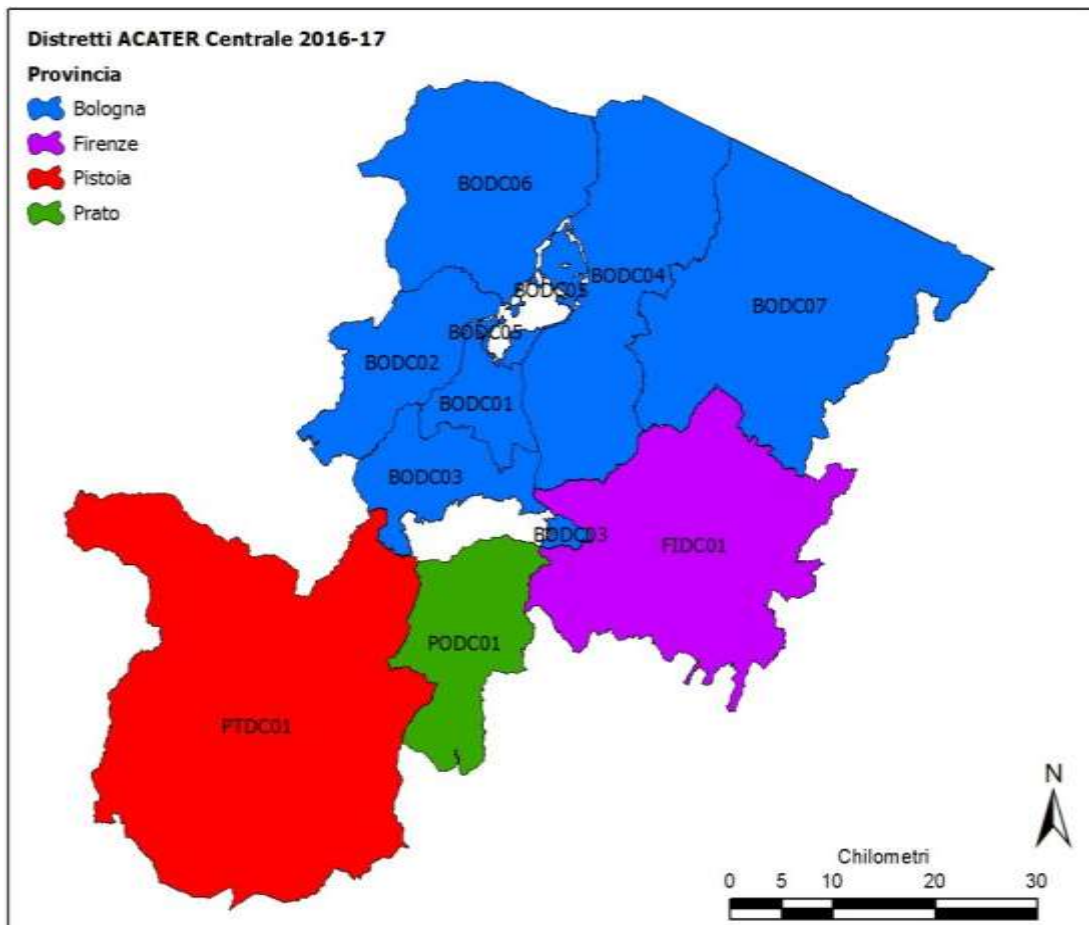 Distretti ACATER Centrale 2016-17
Provincia
Bologna
Firenze
Pistoia
Prato
BODC06
BODC04
BODC05
BODC07
BODC05
BODC02
BODC01
BODC03
BODC03
FIDC01
PODC01
PTDC01
N
Chilometri
0 5 10 20 30